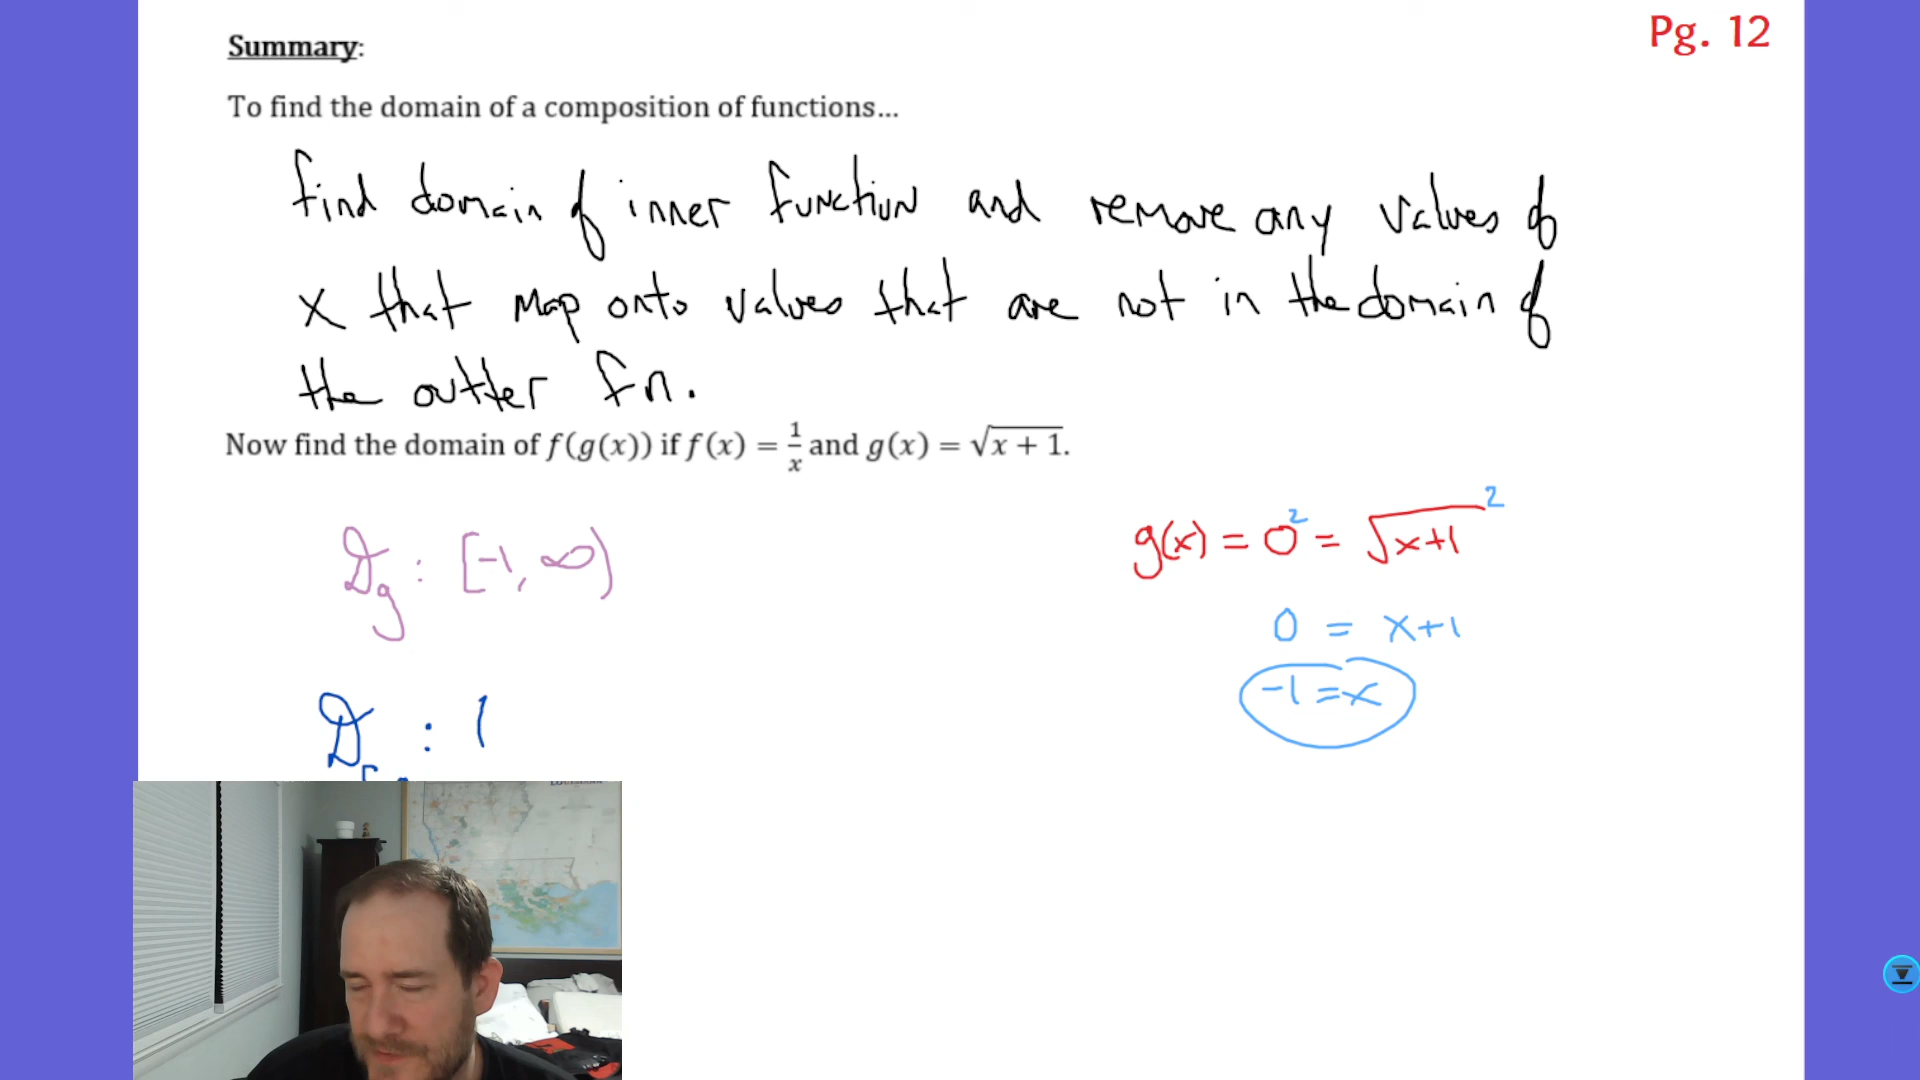 Pg. 12
Summary:
To find the domain of a composition of functions...
find domain of inner function and remove any values of
x that map onto values that are not in the domain of
the outter fn.
Now find the domain of f(g(x)) if f(x) = 1/x and g(x) = √(x + 1).
D_g : [-1, ∞)
g(x) = 0² = √(x+1)²
0 = x+1
-1 = x
D : (